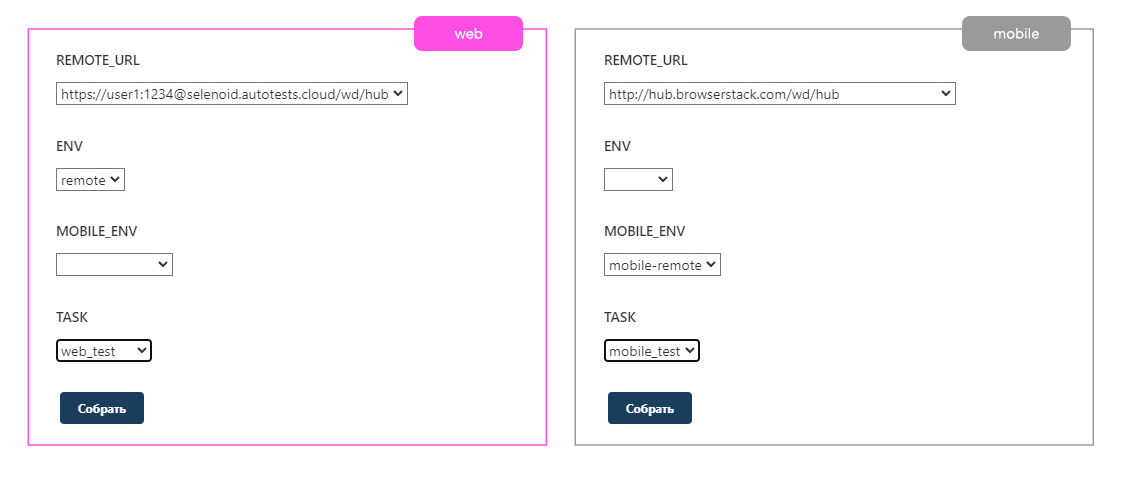 web
REMOTE_URL
https://user1:1234@selenoid.autotests.cloud/wd/hub
ENV
remote
MOBILE_ENV
TASK
web_test
Собрать
mobile
REMOTE_URL
http://hub.browserstack.com/wd/hub
ENV
MOBILE_ENV
mobile-remote
TASK
mobile_test
Собрать